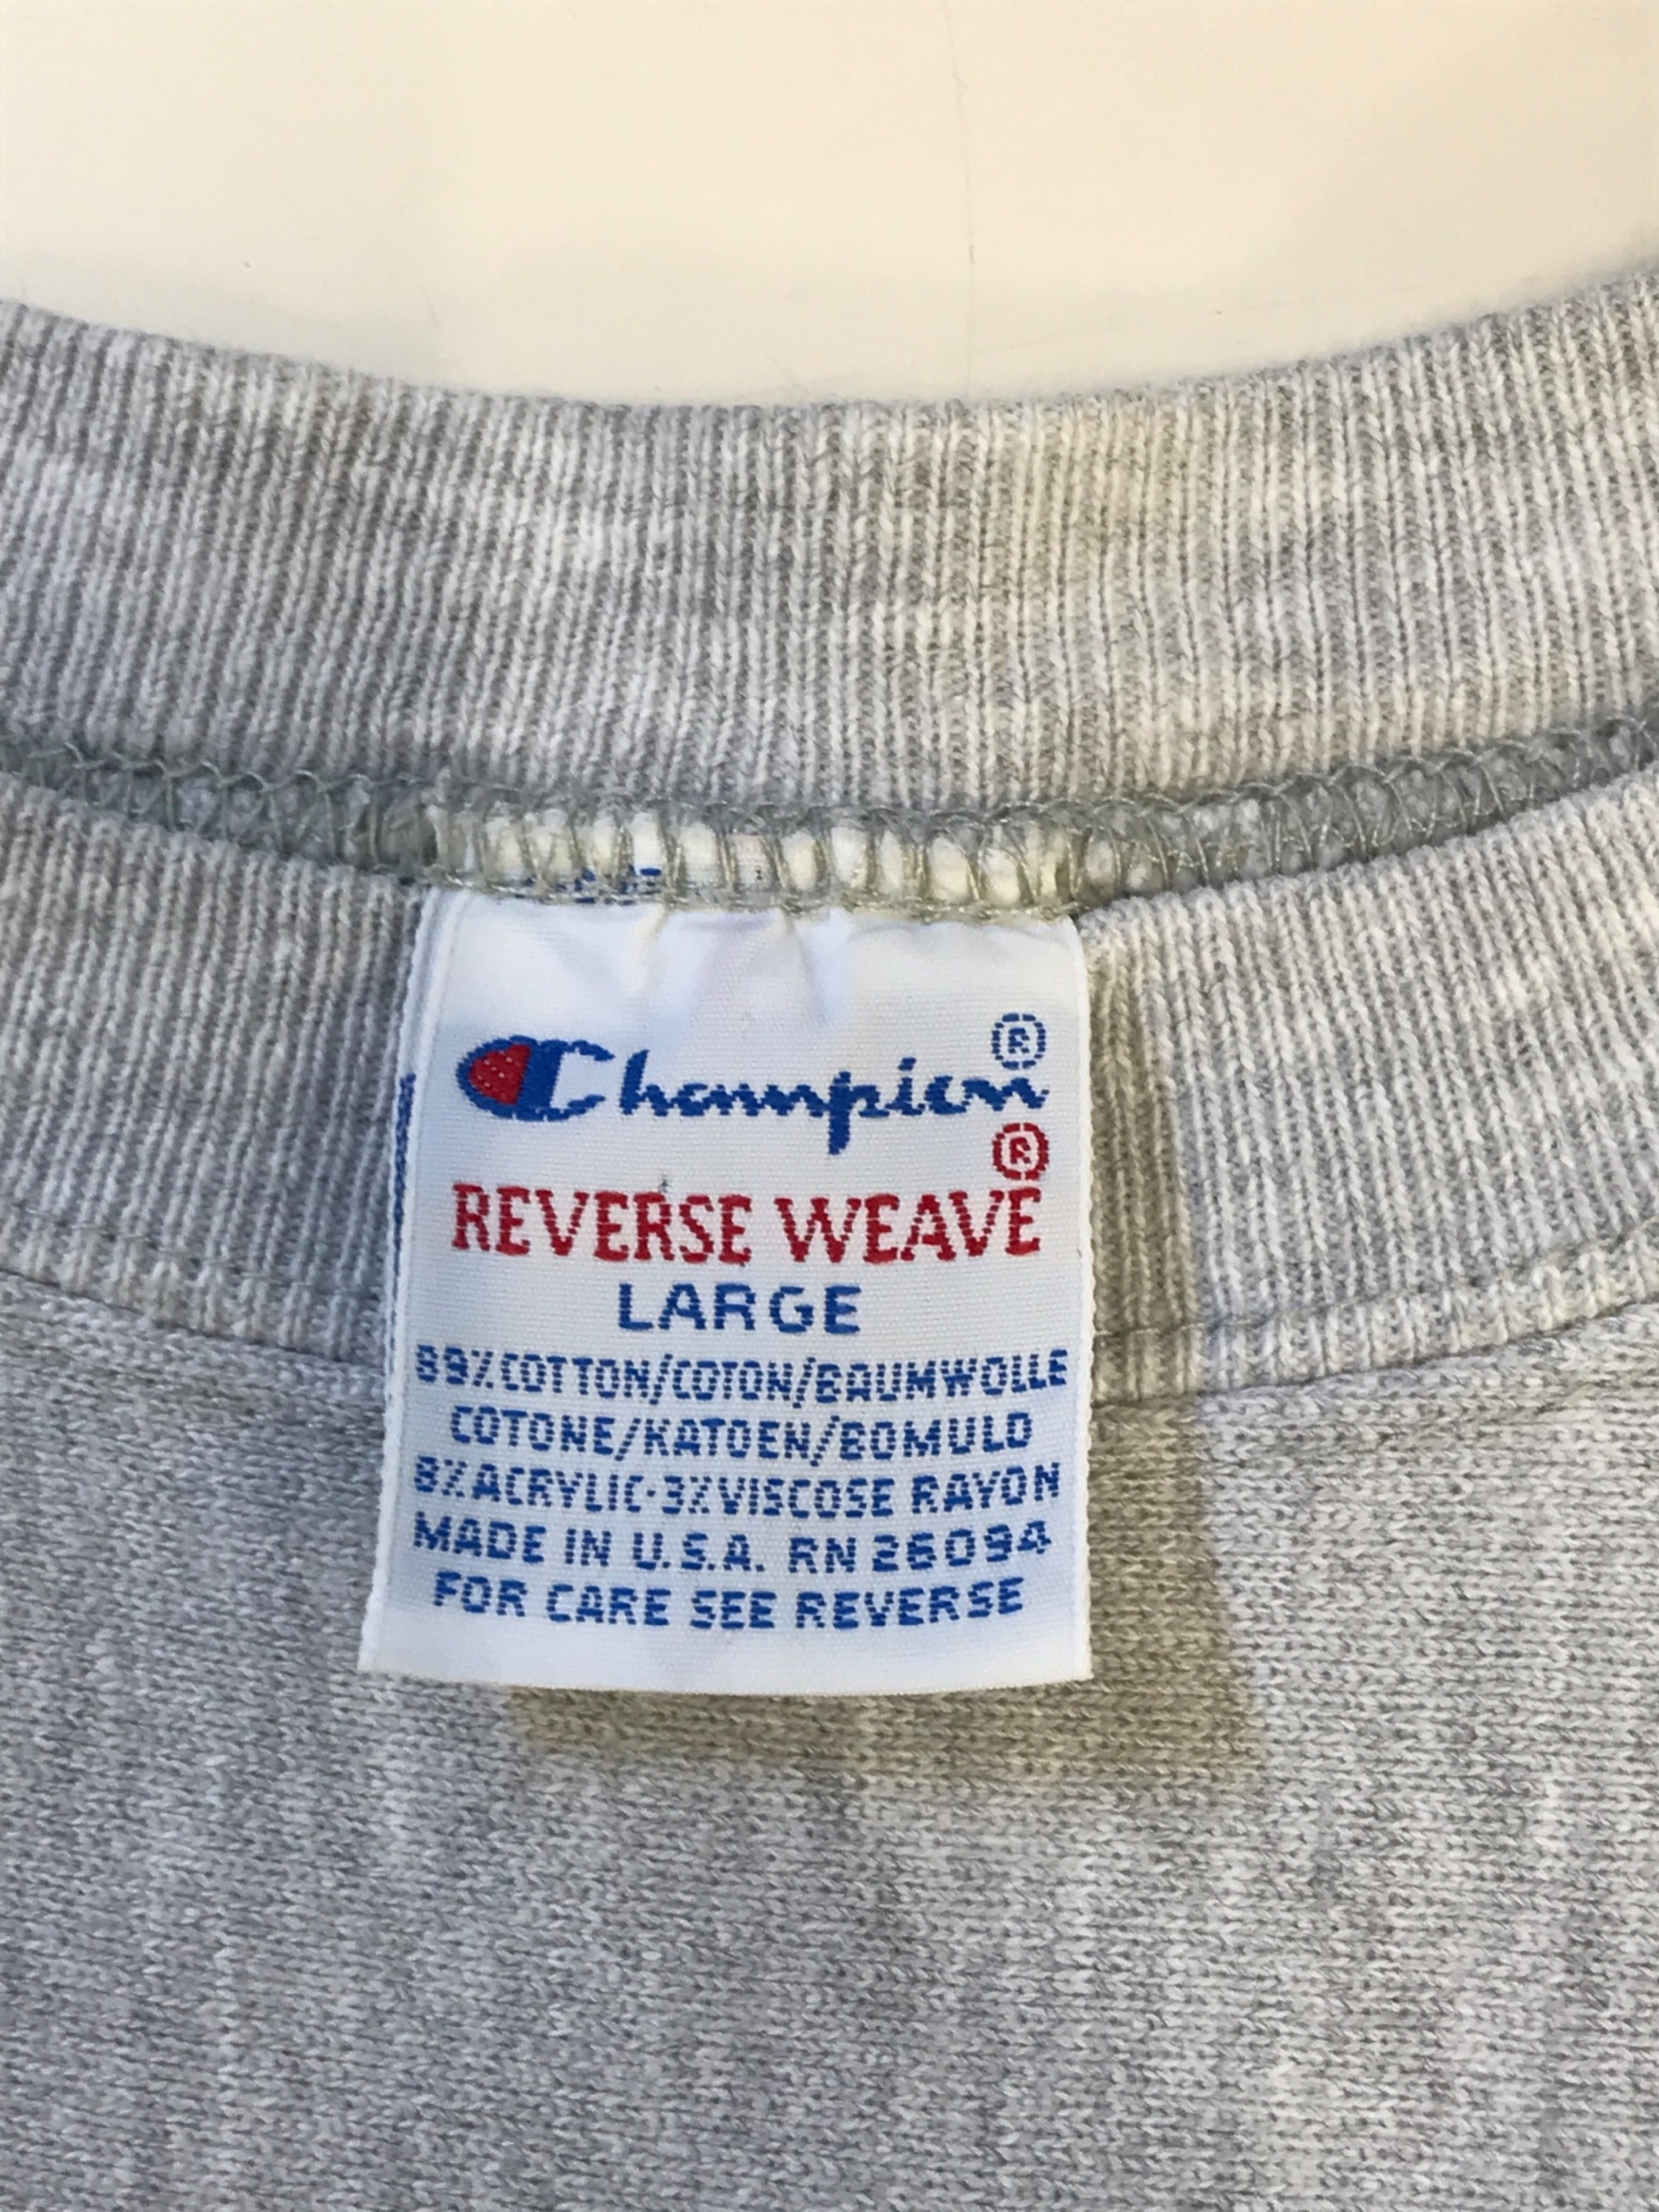 Champion®
REVERSE WEAVE®
LARGE
89% COTTON/COTON/BAUMWOLLE
COTONE/KATOEN/BOMULD
8% ACRYLIC·3% VISCOSE RAYON
MADE IN U.S.A. RN 26094
FOR CARE SEE REVERSE